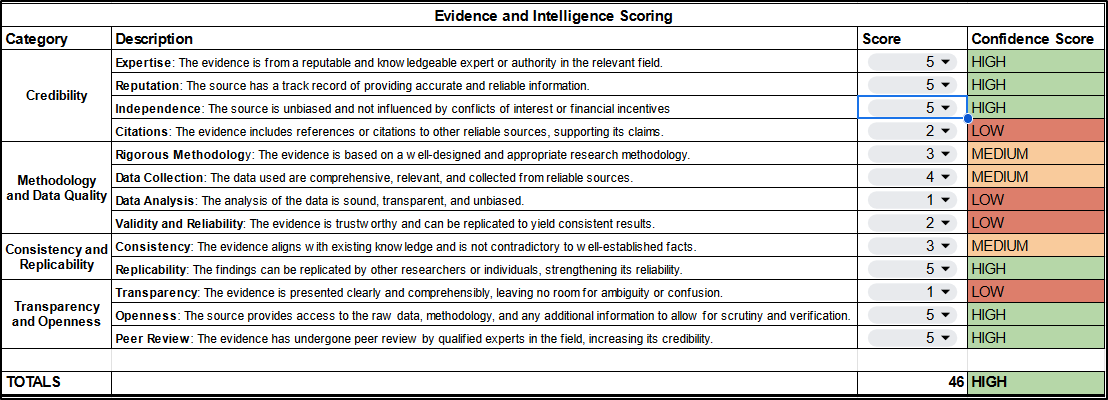 Evidence and Intelligence Scoring
Category Description Score Confidence Score
Credibility
Expertise: The evidence is from a reputable and knowledgeable expert or authority in the relevant field. 5 HIGH
Reputation: The source has a track record of providing accurate and reliable information. 5 HIGH
Independence: The source is unbiased and not influenced by conflicts of interest or financial incentives 5 HIGH
Citations: The evidence includes references or citations to other reliable sources, supporting its claims. 2 LOW
Methodology
and Data Quality
Rigorous Methodology: The evidence is based on a well-designed and appropriate research methodology. 3 MEDIUM
Data Collection: The data used are comprehensive, relevant, and collected from reliable sources. 4 MEDIUM
Data Analysis: The analysis of the data is sound, transparent, and unbiased. 1 LOW
Validity and Reliability: The evidence is trustworthy and can be replicated to yield consistent results. 2 LOW
Consistency and
Replicability
Consistency: The evidence aligns with existing knowledge and is not contradictory to well-established facts. 3 MEDIUM
Replicability: The findings can be replicated by other researchers or individuals, strengthening its reliability. 5 HIGH
Transparency
and Openness
Transparency: The evidence is presented clearly and comprehensibly, leaving no room for ambiguity or confusion. 1 LOW
Openness: The source provides access to the raw data, methodology, and any additional information to allow for scrutiny and verification. 5 HIGH
Peer Review: The evidence has undergone peer review by qualified experts in the field, increasing its credibility. 5 HIGH
TOTALS 46 HIGH